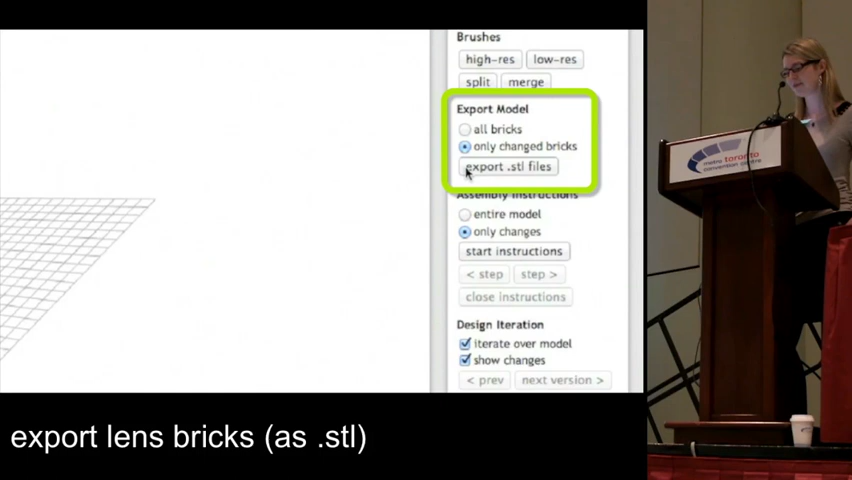 Brushes
high-res low-res
split merge
Export Model
all bricks
only changed bricks
export .stl files
Assembly Instructions
entire model
only changes
start instructions
< step step >
close instructions
Design Iteration
iterate over model
show changes
< prev next version >
export lens bricks (as .stl)
metro toronto
convention centre